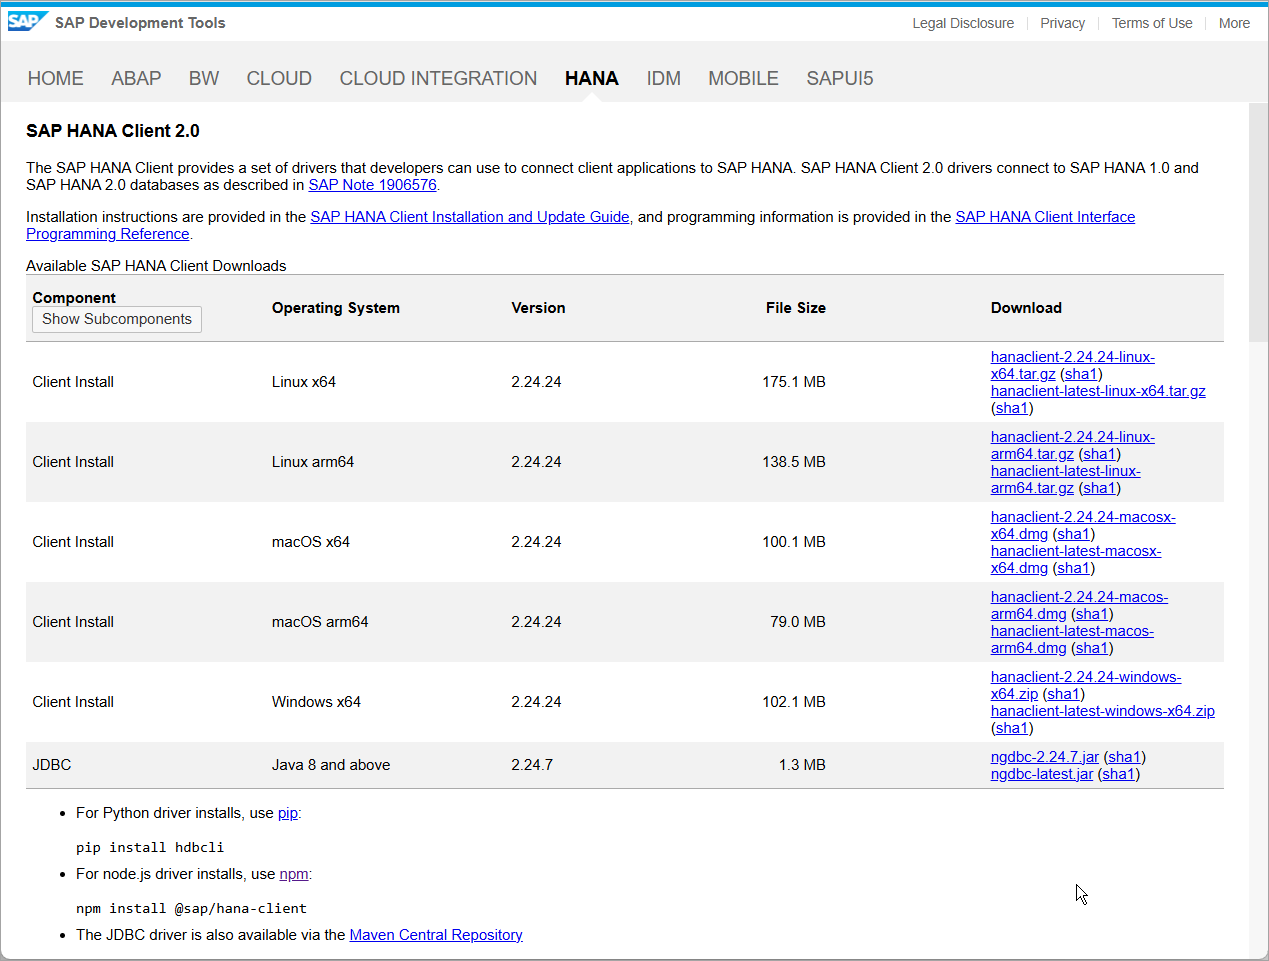 SAP SAP Development Tools Legal Disclosure Privacy Terms of Use More
HOME ABAP BW CLOUD CLOUD INTEGRATION HANA IDM MOBILE SAPUI5
SAP HANA Client 2.0
The SAP HANA Client provides a set of drivers that developers can use to connect client applications to SAP HANA. SAP HANA Client 2.0 drivers connect to SAP HANA 1.0 and
SAP HANA 2.0 databases as described in SAP Note 1906576.
Installation instructions are provided in the SAP HANA Client Installation and Update Guide, and programming information is provided in the SAP HANA Client Interface
Programming Reference.
Available SAP HANA Client Downloads
Component
Show Subcomponents
Operating System Version File Size Download
Client Install Linux x64 2.24.24 175.1 MB
hanaclient-2.24.24-linux-
x64.tar.gz (sha1)
hanaclient-latest-linux-x64.tar.gz
(sha1)
Client Install Linux arm64 2.24.24 138.5 MB
hanaclient-2.24.24-linux-
arm64.tar.gz (sha1)
hanaclient-latest-linux-
arm64.tar.gz (sha1)
Client Install macOS x64 2.24.24 100.1 MB
hanaclient-2.24.24-macosx-
x64.dmg (sha1)
hanaclient-latest-macosx-
x64.dmg (sha1)
Client Install macOS arm64 2.24.24 79.0 MB
hanaclient-2.24.24-macos-
arm64.dmg (sha1)
hanaclient-latest-macos-
arm64.dmg (sha1)
Client Install Windows x64 2.24.24 102.1 MB
hanaclient-2.24.24-windows-
x64.zip (sha1)
hanaclient-latest-windows-x64.zip
(sha1)
JDBC Java 8 and above 2.24.7 1.3 MB
ngdbc-2.24.7.jar (sha1)
ngdbc-latest.jar (sha1)
• For Python driver installs, use pip:
pip install hdbcli
• For node.js driver installs, use npm:
npm install @sap/hana-client
• The JDBC driver is also available via the Maven Central Repository